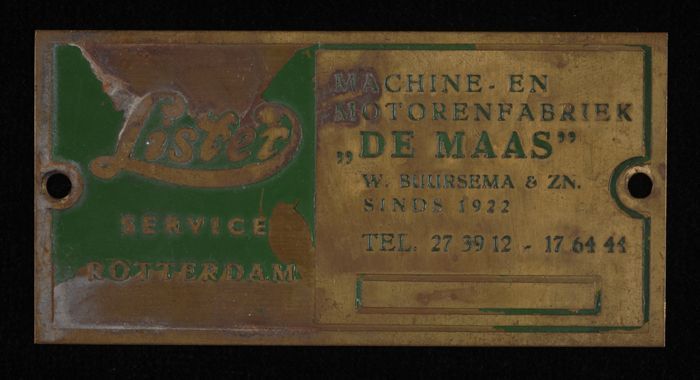 Lister
SERVICE
ROTTERDAM
MACHINE- EN
MOTORENFABRIEK
„DE MAAS”
W. BUURSEMA & ZN.
SINDS 1922
TEL. 27 39 12 - 17 64 44